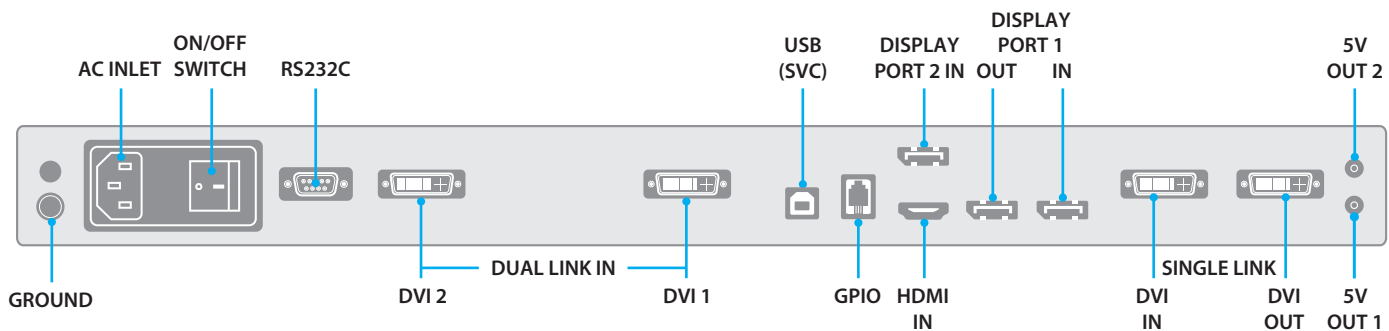 AC INLET
ON/OFF
SWITCH
RS232C
USB
(SVC)
DISPLAY
PORT 2 IN
DISPLAY
PORT 1
OUT IN
5V
OUT 2
GROUND
DUAL LINK IN
DVI 2
DVI 1
GPIO
HDMI
IN
SINGLE LINK
DVI
IN
DVI
OUT
5V
OUT 1